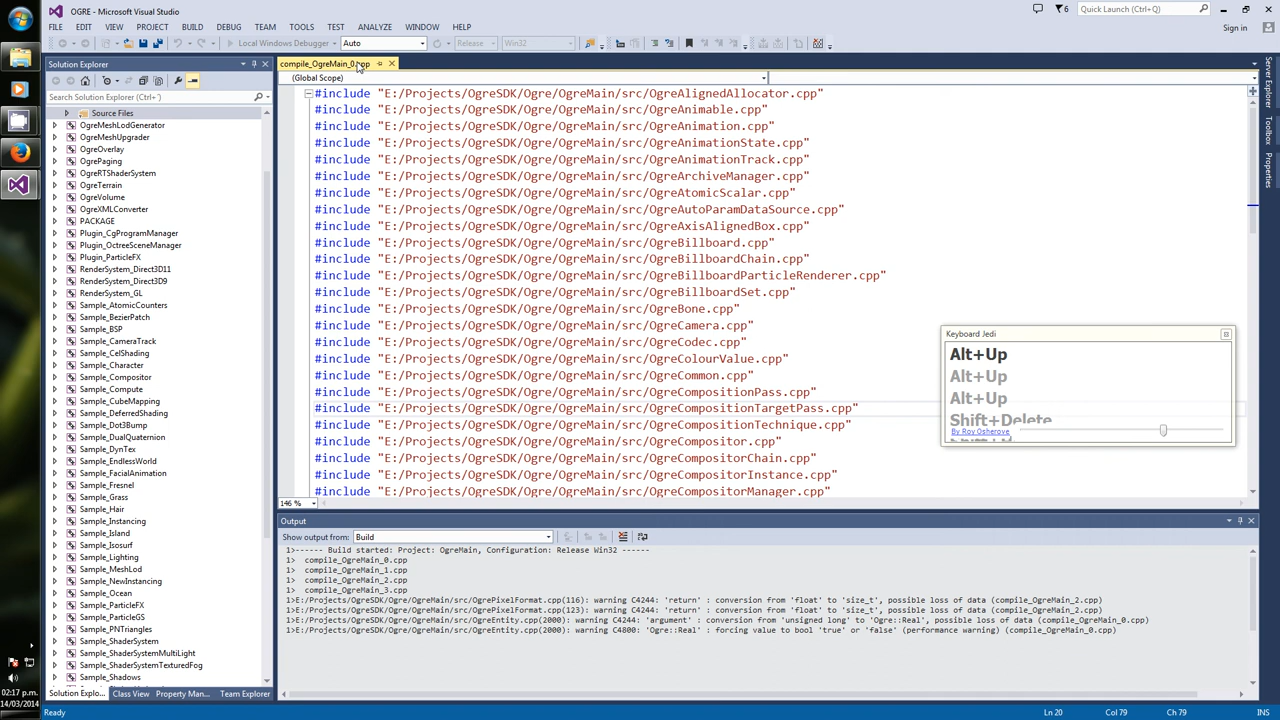 OGRE - Microsoft Visual Studio
6
Quick Launch (Ctrl+Q)
FILE EDIT VIEW PROJECT BUILD DEBUG TEAM TOOLS TEST ANALYZE WINDOW HELP
Sign in
Local Windows Debugger Auto Release Win32
Solution Explorer
Search Solution Explorer (Ctrl+')
Source Files
OgreMeshLodGenerator
OgreMeshUpgrader
OgreOverlay
OgrePaging
OgreRTShaderSystem
OgreTerrain
OgreVolume
OgreXMLConverter
PACKAGE
Plugin_CgProgramManager
Plugin_OctreeSceneManager
Plugin_ParticleFX
RenderSystem_Direct3D11
RenderSystem_Direct3D9
RenderSystem_GL
Sample_AtomicCounters
Sample_BezierPatch
Sample_BSP
Sample_CameraTrack
Sample_CelShading
Sample_Character
Sample_Compositor
Sample_Compute
Sample_CubeMapping
Sample_DeferredShading
Sample_Dot3Bump
Sample_DualQuaternion
Sample_DynTex
Sample_EndlessWorld
Sample_FacialAnimation
Sample_Fresnel
Sample_Grass
Sample_Hair
Sample_Instancing
Sample_Island
Sample_Isosurf
Sample_Lighting
Sample_MeshLod
Sample_NewInstancing
Sample_Ocean
Sample_ParticleFX
Sample_ParticleGS
Sample_PNTriangles
Sample_ShaderSystem
Sample_ShaderSystemMultiLight
Sample_ShaderSystemTexturedFog
Sample_Shadows
Solution Explo... Class View Property Man... Team Explorer
compile_OgreMain_0.cpp
(Global Scope)
#include "E:/Projects/OgreSDK/Ogre/OgreMain/src/OgreAlignedAllocator.cpp"
#include "E:/Projects/OgreSDK/Ogre/OgreMain/src/OgreAnimable.cpp"
#include "E:/Projects/OgreSDK/Ogre/OgreMain/src/OgreAnimation.cpp"
#include "E:/Projects/OgreSDK/Ogre/OgreMain/src/OgreAnimationState.cpp"
#include "E:/Projects/OgreSDK/Ogre/OgreMain/src/OgreAnimationTrack.cpp"
#include "E:/Projects/OgreSDK/Ogre/OgreMain/src/OgreArchiveManager.cpp"
#include "E:/Projects/OgreSDK/Ogre/OgreMain/src/OgreAtomicScalar.cpp"
#include "E:/Projects/OgreSDK/Ogre/OgreMain/src/OgreAutoParamDataSource.cpp"
#include "E:/Projects/OgreSDK/Ogre/OgreMain/src/OgreAxisAlignedBox.cpp"
#include "E:/Projects/OgreSDK/Ogre/OgreMain/src/OgreBillboard.cpp"
#include "E:/Projects/OgreSDK/Ogre/OgreMain/src/OgreBillboardChain.cpp"
#include "E:/Projects/OgreSDK/Ogre/OgreMain/src/OgreBillboardParticleRenderer.cpp"
#include "E:/Projects/OgreSDK/Ogre/OgreMain/src/OgreBillboardSet.cpp"
#include "E:/Projects/OgreSDK/Ogre/OgreMain/src/OgreBone.cpp"
#include "E:/Projects/OgreSDK/Ogre/OgreMain/src/OgreCamera.cpp"
#include "E:/Projects/OgreSDK/Ogre/OgreMain/src/OgreCodec.cpp"
#include "E:/Projects/OgreSDK/Ogre/OgreMain/src/OgreColourValue.cpp"
#include "E:/Projects/OgreSDK/Ogre/OgreMain/src/OgreCommon.cpp"
#include "E:/Projects/OgreSDK/Ogre/OgreMain/src/OgreCompositionPass.cpp"
#include "E:/Projects/OgreSDK/Ogre/OgreMain/src/OgreCompositionTargetPass.cpp"
#include "E:/Projects/OgreSDK/Ogre/OgreMain/src/OgreCompositionTechnique.cpp"
#include "E:/Projects/OgreSDK/Ogre/OgreMain/src/OgreCompositor.cpp"
#include "E:/Projects/OgreSDK/Ogre/OgreMain/src/OgreCompositorChain.cpp"
#include "E:/Projects/OgreSDK/Ogre/OgreMain/src/OgreCompositorInstance.cpp"
#include "E:/Projects/OgreSDK/Ogre/OgreMain/src/OgreCompositorManager.cpp"
146 %
Keyboard Jedi
Alt+Up
Alt+Up
Alt+Up
Shift+Delete
By Roy Osherove
Server Explorer
Toolbox
Properties
Output
Show output from: Build
1>------ Build started: Project: OgreMain, Configuration: Release Win32 ------
1> compile_OgreMain_0.cpp
1> compile_OgreMain_1.cpp
1> compile_OgreMain_2.cpp
1> compile_OgreMain_3.cpp
1>E:/Projects/OgreSDK/Ogre/OgreMain/src/OgrePixelFormat.cpp(116): warning C4244: 'return' : conversion from 'float' to 'size_t', possible loss of data (compile_OgreMain_2.cpp)
1>E:/Projects/OgreSDK/Ogre/OgreMain/src/OgrePixelFormat.cpp(123): warning C4244: 'return' : conversion from 'float' to 'size_t', possible loss of data (compile_OgreMain_2.cpp)
1>E:/Projects/OgreSDK/Ogre/OgreMain/src/OgreEntity.cpp(2000): warning C4244: 'argument' : conversion from 'unsigned long' to 'Ogre::Real', possible loss of data (compile_OgreMain_0.cpp)
1>E:/Projects/OgreSDK/Ogre/OgreMain/src/OgreEntity.cpp(2000): warning C4800: 'Ogre::Real' : forcing value to bool 'true' or 'false' (performance warning) (compile_OgreMain_0.cpp)
02:17 p.m.
14/03/2014
Ready Ln 20 Col 79 Ch 79 INS